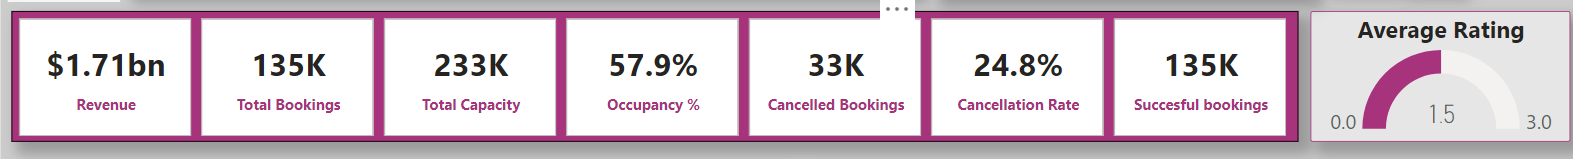 $1.71bn
Revenue
135K
Total Bookings
233K
Total Capacity
57.9%
Occupancy %
33K
Cancelled Bookings
24.8%
Cancellation Rate
135K
Succesful bookings
Average Rating
0.0
1.5
3.0